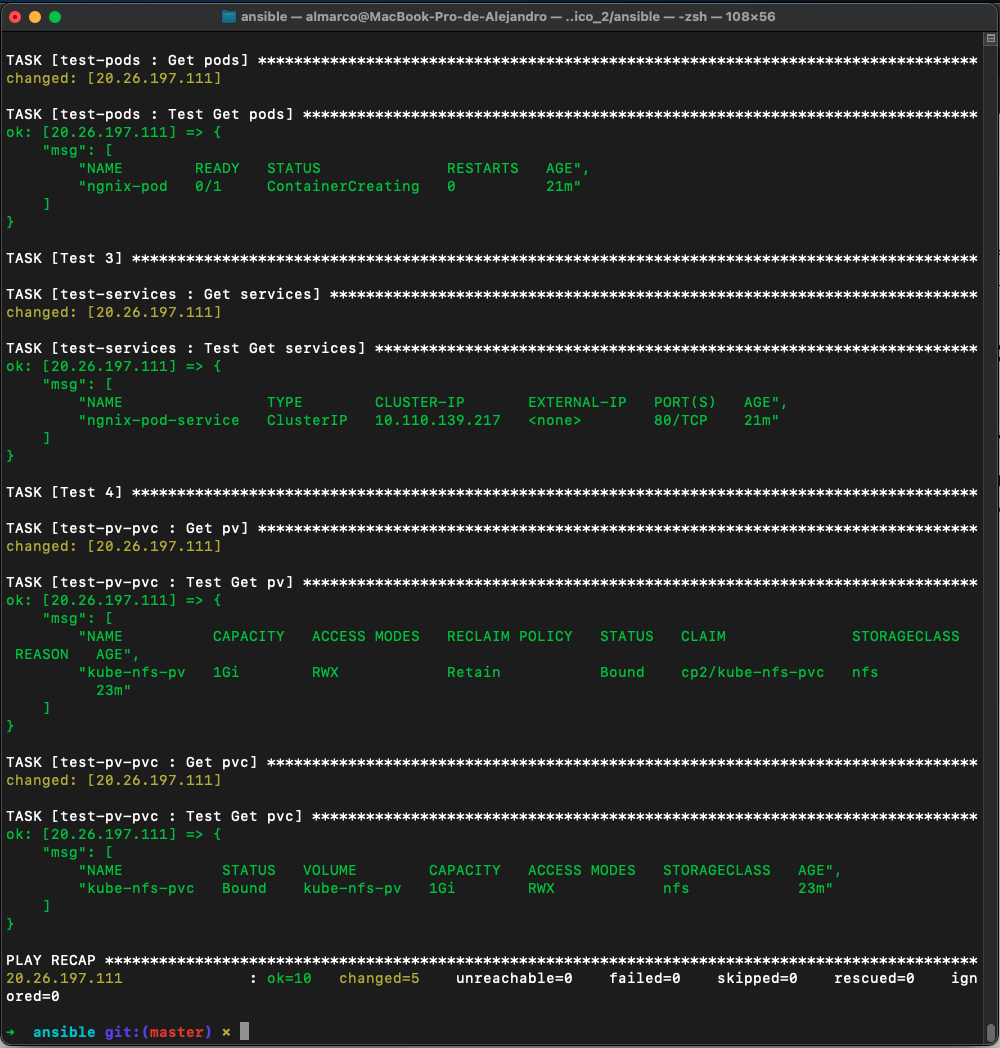 ansible — almarco@MacBook-Pro-de-Alejandro — ..ico_2/ansible — -zsh — 108×56
TASK [test-pods : Get pods] ********************************************************************************
changed: [20.26.197.111]
TASK [test-pods : Test Get pods] ***************************************************************************
ok: [20.26.197.111] => {
    "msg": [
        "NAME        READY   STATUS              RESTARTS   AGE",
        "ngnix-pod   0/1     ContainerCreating   0          21m"
    ]
}
TASK [Test 3] **********************************************************************************************
TASK [test-services : Get services] ************************************************************************
changed: [20.26.197.111]
TASK [test-services : Test Get services] *******************************************************************
ok: [20.26.197.111] => {
    "msg": [
        "NAME                TYPE        CLUSTER-IP       EXTERNAL-IP   PORT(S)   AGE",
        "ngnix-pod-service   ClusterIP   10.110.139.217   <none>        80/TCP    21m"
    ]
}
TASK [Test 4] **********************************************************************************************
TASK [test-pv-pvc : Get pv] ********************************************************************************
changed: [20.26.197.111]
TASK [test-pv-pvc : Test Get pv] ***************************************************************************
ok: [20.26.197.111] => {
    "msg": [
        "NAME          CAPACITY   ACCESS MODES   RECLAIM POLICY   STATUS   CLAIM              STORAGECLASS
 REASON   AGE",
        "kube-nfs-pv   1Gi        RWX            Retain           Bound    cp2/kube-nfs-pvc   nfs
          23m"
    ]
}
TASK [test-pv-pvc : Get pvc] *******************************************************************************
changed: [20.26.197.111]
TASK [test-pv-pvc : Test Get pvc] **************************************************************************
ok: [20.26.197.111] => {
    "msg": [
        "NAME           STATUS   VOLUME        CAPACITY   ACCESS MODES   STORAGECLASS   AGE",
        "kube-nfs-pvc   Bound    kube-nfs-pv   1Gi        RWX            nfs            23m"
    ]
}
PLAY RECAP *************************************************************************************************
20.26.197.111              : ok=10   changed=5    unreachable=0    failed=0    skipped=0    rescued=0    ign
ored=0
➜  ansible git:(master) ×